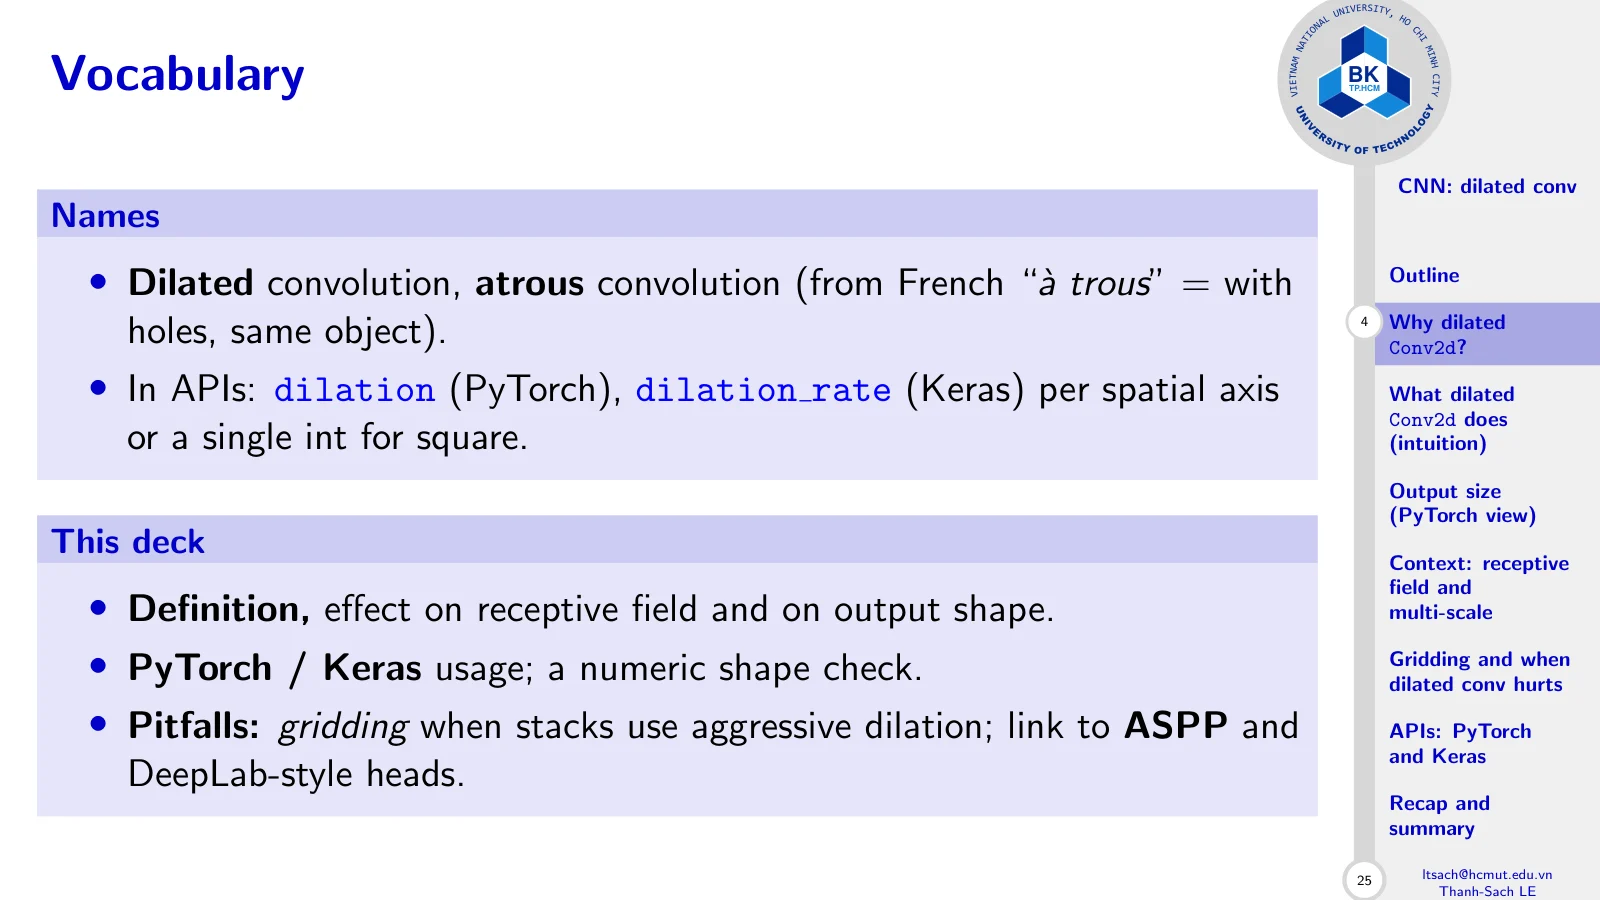 Vocabulary
Names
• Dilated convolution, atrous convolution (from French “à trous” = with
holes, same object).
• In APIs: dilation (PyTorch), dilation_rate (Keras) per spatial axis
or a single int for square.
This deck
• Definition, effect on receptive field and on output shape.
• PyTorch / Keras usage; a numeric shape check.
• Pitfalls: gridding when stacks use aggressive dilation; link to ASPP and
DeepLab-style heads.
VIETNAM NATIONAL UNIVERSITY, HO CHI MINH CITY
BK
TP.HCM
UNIVERSITY OF TECHNOLOGY
CNN: dilated conv
Outline
4
Why dilated
Conv2d?
What dilated
Conv2d does
(intuition)
Output size
(PyTorch view)
Context: receptive
field and
multi-scale
Gridding and when
dilated conv hurts
APIs: PyTorch
and Keras
Recap and
summary
25
ltsach@hcmut.edu.vn
Thanh-Sach LE